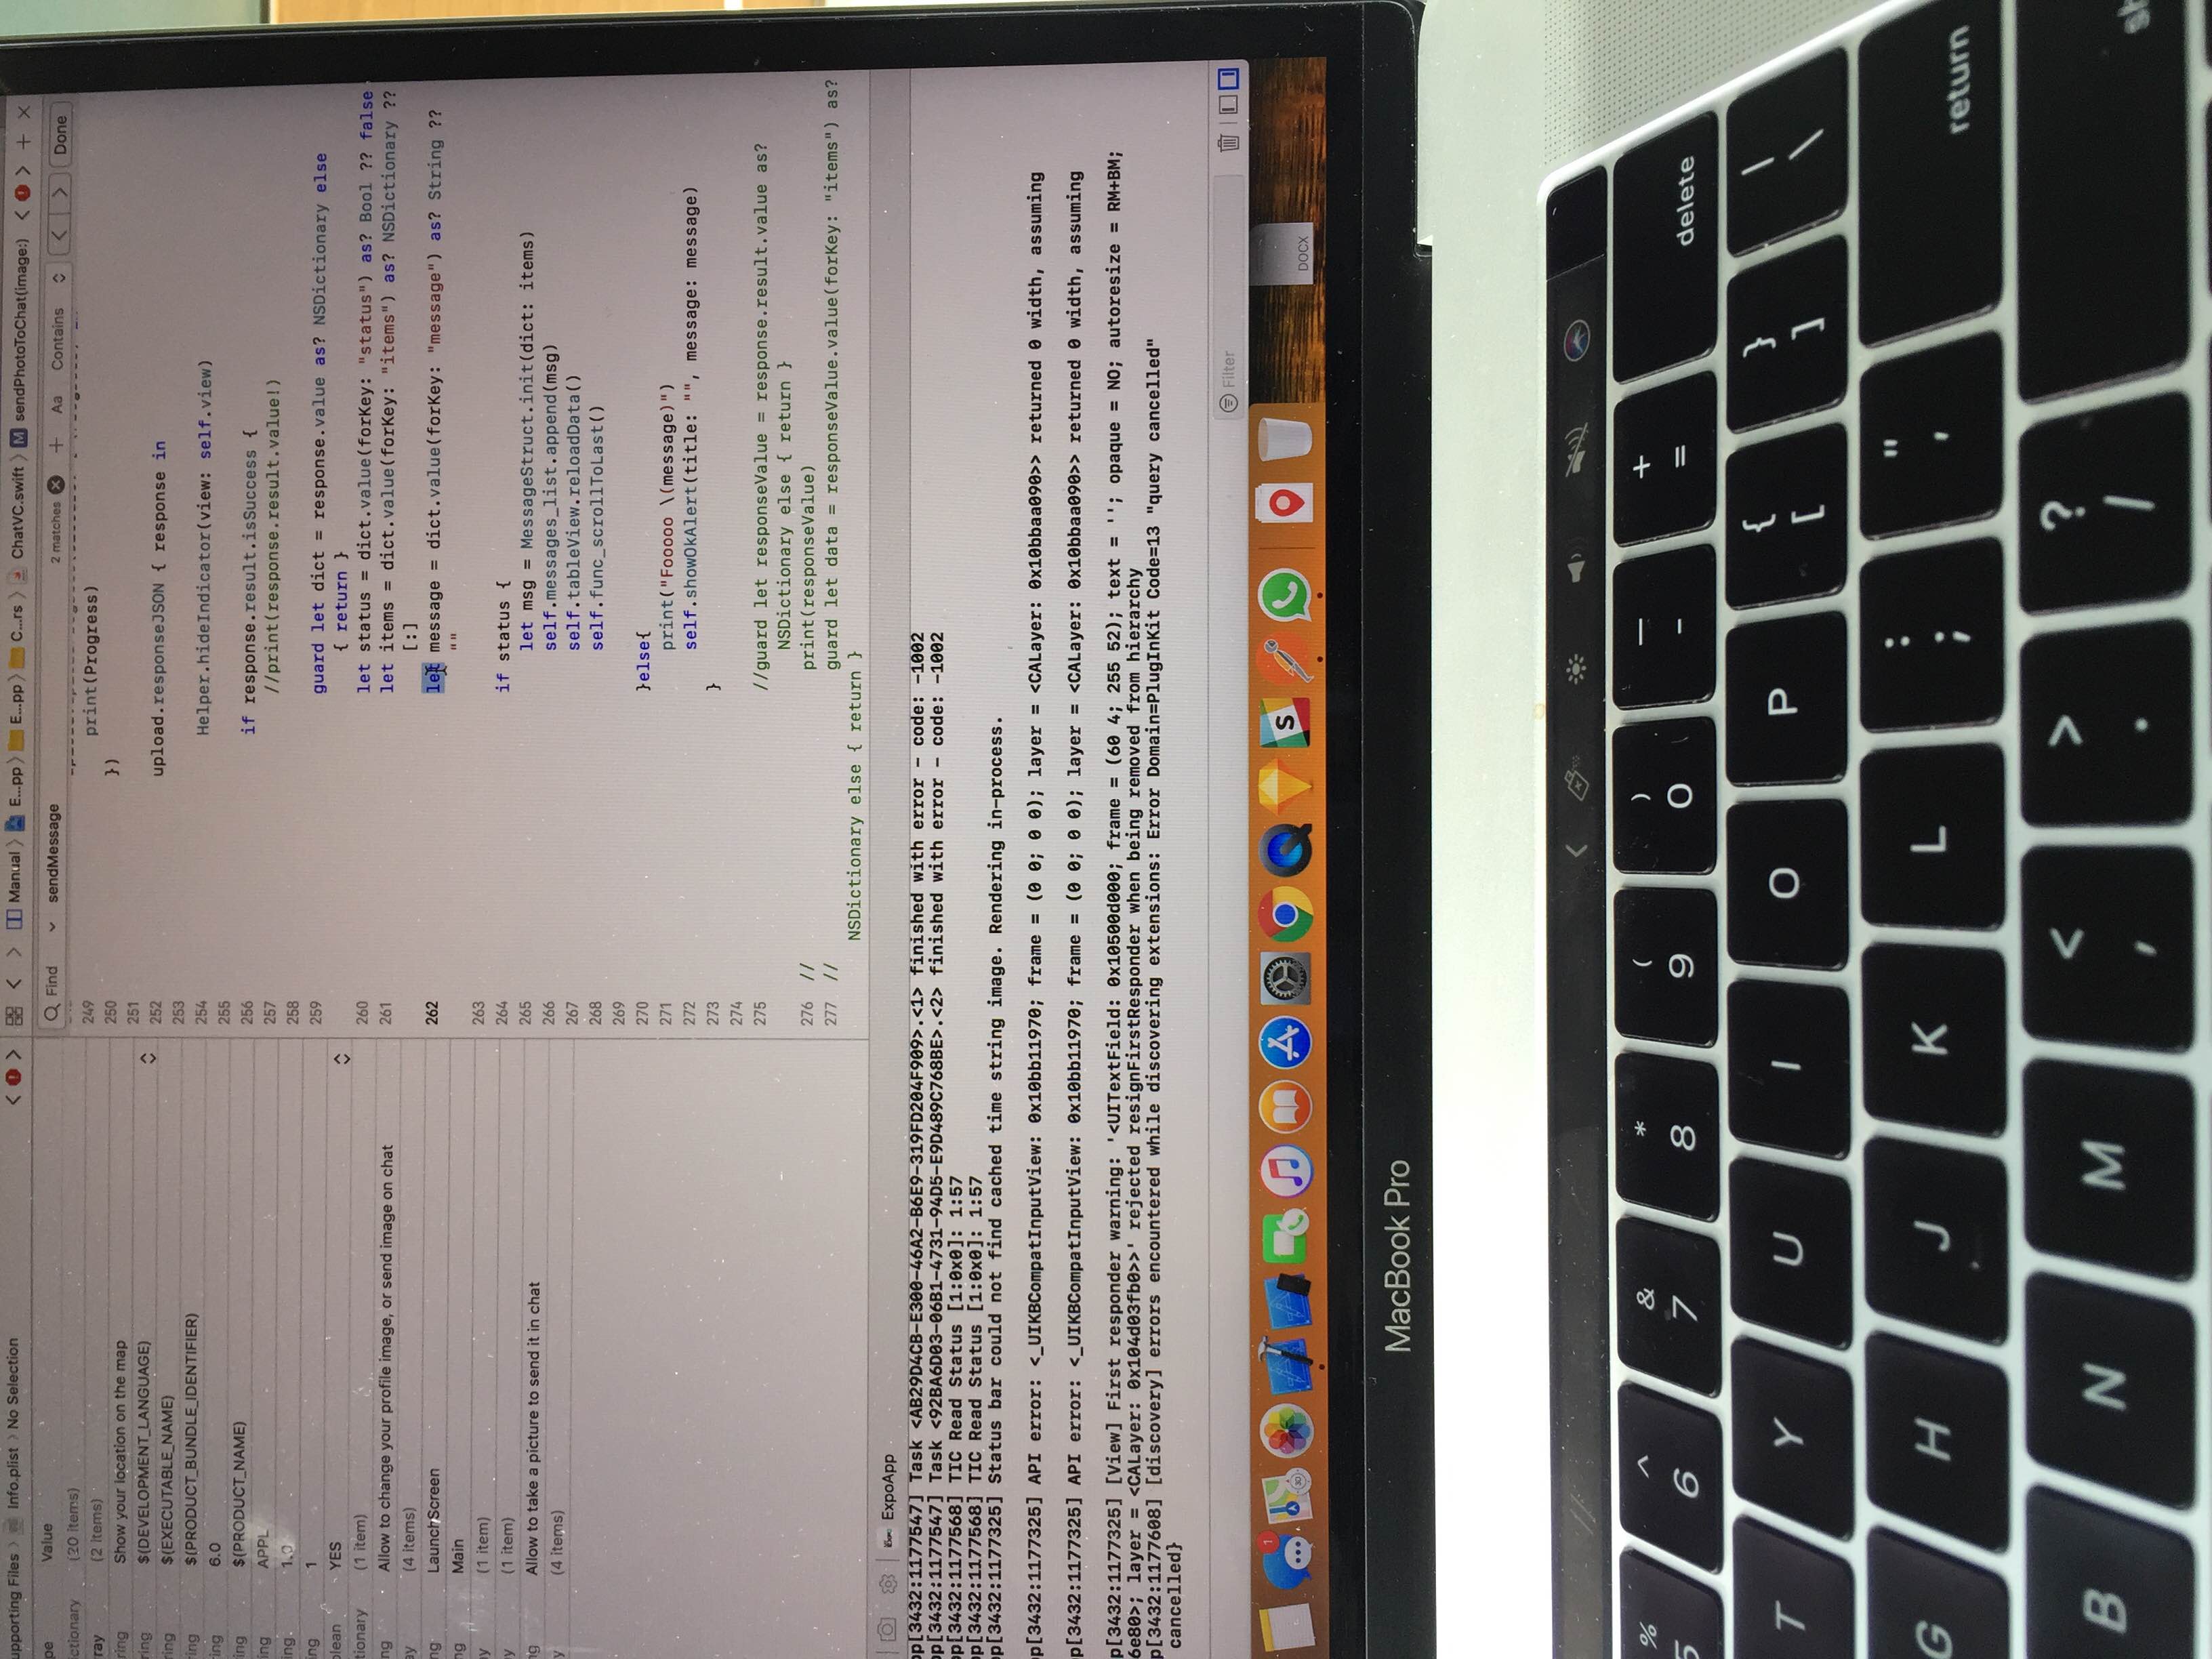 upporting Files › Info.plist › No Selection
pe Value
ctionary (20 items)
ray (2 items)
ring Show your location on the map
ring $(DEVELOPMENT_LANGUAGE)
ring $(EXECUTABLE_NAME)
ring $(PRODUCT_BUNDLE_IDENTIFIER)
ing 6.0
ing $(PRODUCT_NAME)
ing APPL
ing 1.0
ing 1
olean YES
tionary (1 item)
ng Allow to change your profile image, or send image on chat
ay (4 items)
ng LaunchScreen
ng Main
y (1 item)
y (1 item)
ng Allow to take a picture to send it in chat
y (4 items)
Manual › E...pp › E...pp › C...rs › ChatVC.swift › M sendPhotoToChat(image:)
Find sendMessage 2 matches Aa Contains Done
249 print(Progress)
250 })
251
252 upload.responseJSON { response in
253
254 Helper.hideIndicator(view: self.view)
255
256 if response.result.isSuccess {
257 //print(response.result.value!)
258
259 guard let dict = response.value as? NSDictionary else
{ return }
260 let status = dict.value(forKey: "status") as? Bool ?? false
261 let items = dict.value(forKey: "items") as? NSDictionary ??
[:]
262 let message = dict.value(forKey: "message") as? String ??
""
263
264 if status {
265 let msg = MessageStruct.init(dict: items)
266 self.messages_list.append(msg)
267 self.tableView.reloadData()
268 self.func_scrollToLast()
269
270 }else{
271 print("Fooooo \(message)")
272 self.showOkAlert(title: "", message: message)
273 }
274
275 //guard let responseValue = response.result.value as?
NSDictionary else { return }
276 // print(responseValue)
277 // guard let data = responseValue.value(forKey: "items") as?
NSDictionary else { return }
ExpoApp
pp[3432:1177547] Task <AB29D4CB-E300-46A2-B6E9-319FD204F909>.<1> finished with error - code: -1002
pp[3432:1177547] Task <92BA6D03-06B1-4731-94D5-E9D489C768BE>.<2> finished with error - code: -1002
pp[3432:1177568] TIC Read Status [1:0x0]: 1:57
pp[3432:1177568] TIC Read Status [1:0x0]: 1:57
pp[3432:1177325] Status bar could not find cached time string image. Rendering in-process.
p[3432:1177325] API error: <_UIKBCompatInputView: 0x10bb11970; frame = (0 0; 0 0); layer = <CALayer: 0x10bbaa090>> returned 0 width, assuming
p[3432:1177325] API error: <_UIKBCompatInputView: 0x10bb11970; frame = (0 0; 0 0); layer = <CALayer: 0x10bbaa090>> returned 0 width, assuming
p[3432:1177325] [View] First responder warning: '<UITextField: 0x10500d000; frame = (60 4; 255 52); text = ''; opaque = NO; autoresize = RM+BM;
6e80>; layer = <CALayer: 0x104d03fb0>>' rejected resignFirstResponder when being removed from hierarchy
p[3432:1177608] [discovery] errors encountered while discovering extensions: Error Domain=PlugInKit Code=13 "query cancelled"
cancelled}
Filter
1
3D
S
DOCX
MacBook Pro
% ^ & * ( ) — +
5 6 7 8 9 0 - = delete
{ } |
T Y U I O P [ ] \
: "
G H J K L ; ' return
< > ?
B N M , . / sh